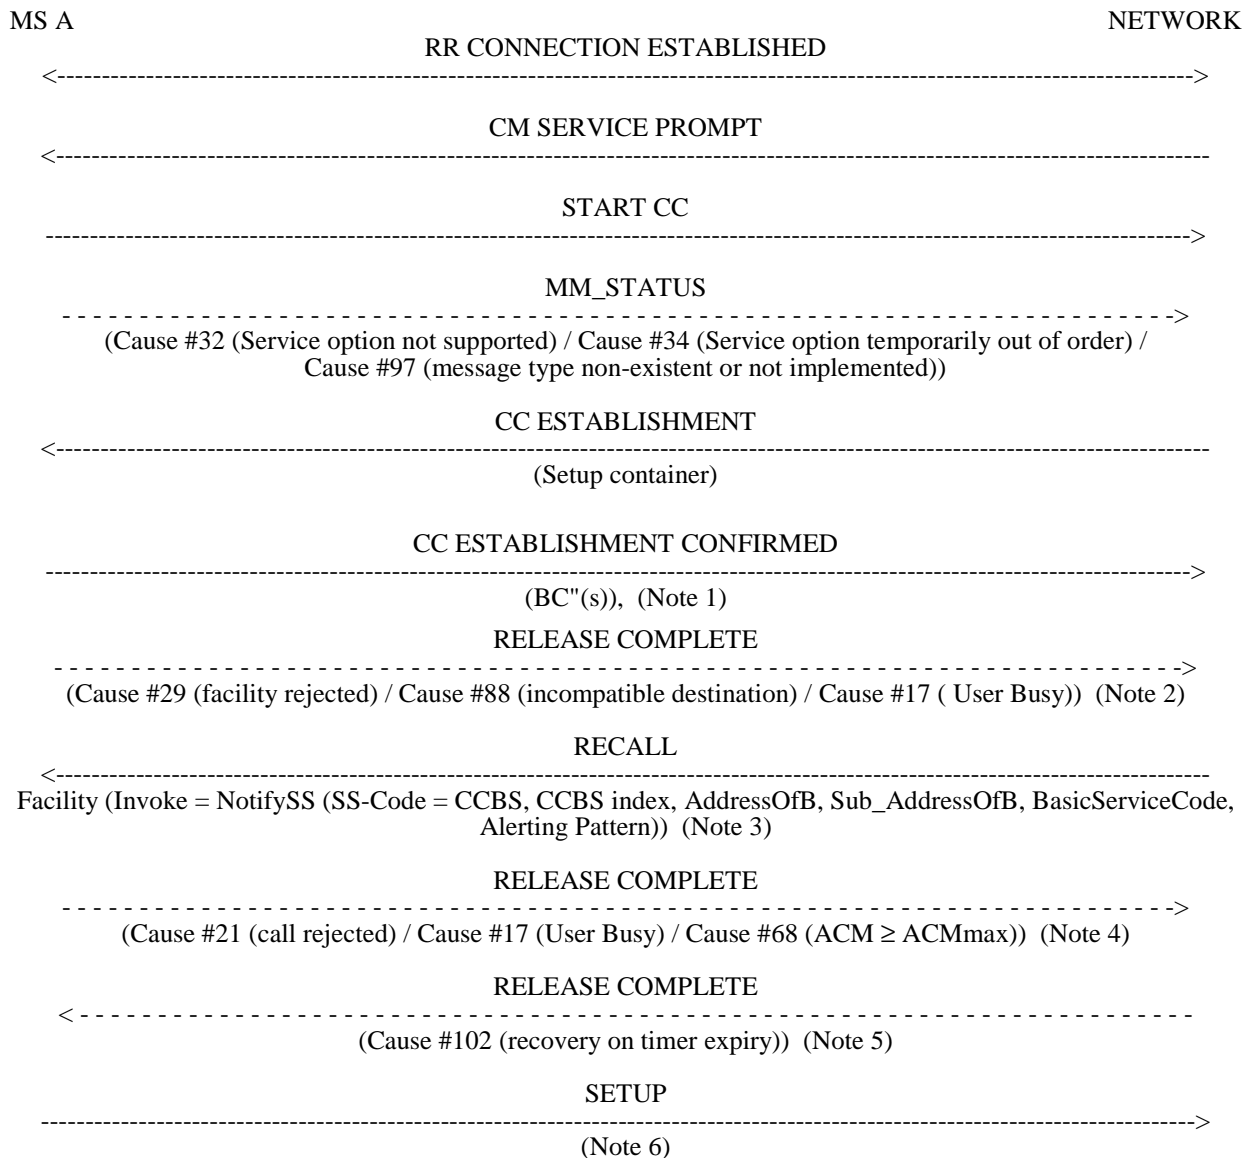 MS A NETWORK
RR CONNECTION ESTABLISHED
<------------------------------------------------------------------------------------------------------------------------------->
CM SERVICE PROMPT
<---------------------------------------------------------------------------------------------------------------------------------
START CC
--------------------------------------------------------------------------------------------------------------------------------->
MM_STATUS
- - - - - - - - - - - - - - - - - - - - - - - - - - - - - - - - - - - - - - - - - - - - - - - - - - - - - - - - - - - - - - - - - - - - - - - - ->
(Cause #32 (Service option not supported) / Cause #34 (Service option temporarily out of order) /
Cause #97 (message type non-existent or not implemented))
CC ESTABLISHMENT
<---------------------------------------------------------------------------------------------------------------------------------
(Setup container)
CC ESTABLISHMENT CONFIRMED
--------------------------------------------------------------------------------------------------------------------------------->
(BC"(s)), (Note 1)
RELEASE COMPLETE
- - - - - - - - - - - - - - - - - - - - - - - - - - - - - - - - - - - - - - - - - - - - - - - - - - - - - - - - - - - - - - - - - - - - - - - - ->
(Cause #29 (facility rejected) / Cause #88 (incompatible destination) / Cause #17 ( User Busy)) (Note 2)
RECALL
<---------------------------------------------------------------------------------------------------------------------------------
Facility (Invoke = NotifySS (SS-Code = CCBS, CCBS index, AddressOfB, Sub_AddressOfB, BasicServiceCode,
Alerting Pattern)) (Note 3)
RELEASE COMPLETE
- - - - - - - - - - - - - - - - - - - - - - - - - - - - - - - - - - - - - - - - - - - - - - - - - - - - - - - - - - - - - - - - - - - - - - - - ->
(Cause #21 (call rejected) / Cause #17 (User Busy) / Cause #68 (ACM ≥ ACMmax)) (Note 4)
RELEASE COMPLETE
< - - - - - - - - - - - - - - - - - - - - - - - - - - - - - - - - - - - - - - - - - - - - - - - - - - - - - - - - - - - - - - - - - - - - - - - -
(Cause #102 (recovery on timer expiry)) (Note 5)
SETUP
--------------------------------------------------------------------------------------------------------------------------------->
(Note 6)